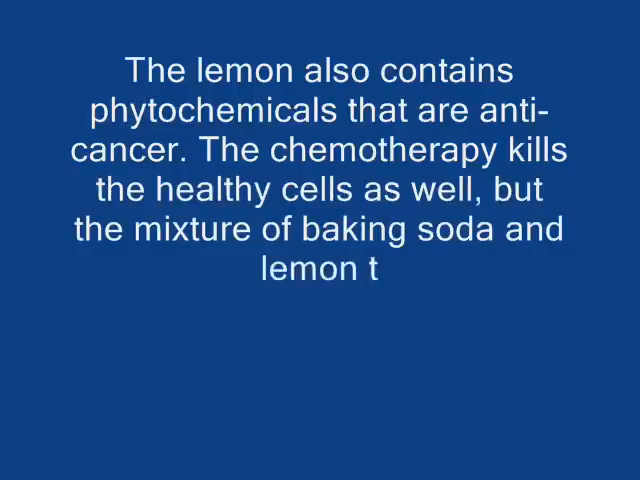 The lemon also contains
phytochemicals that are anti-
cancer. The chemotherapy kills
the healthy cells as well, but
the mixture of baking soda and
lemon t